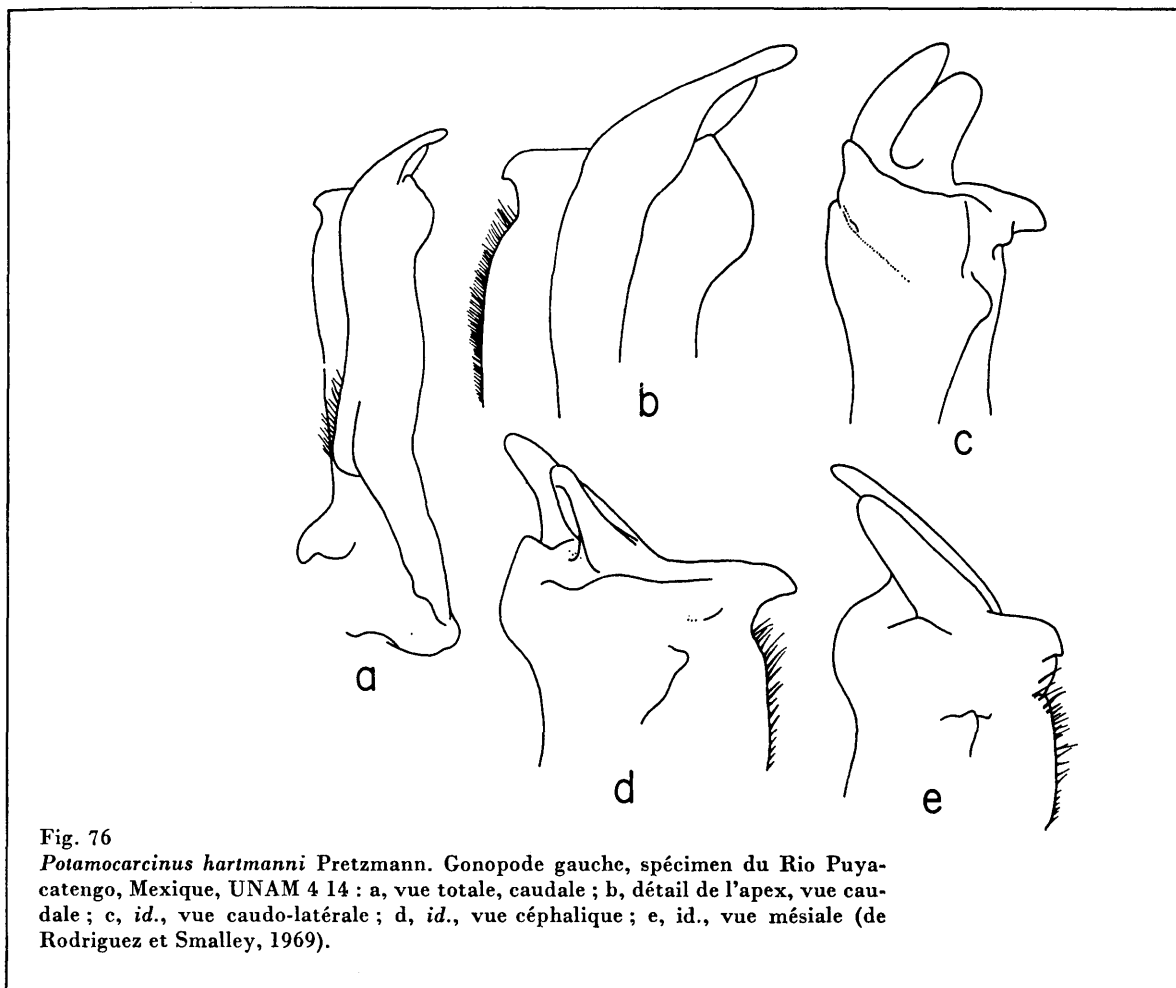 a
b
c
d
e
Fig. 76
Potamocarcinus hartmanni Pretzmann. Gonopode gauche, spécimen du Rio Puya-
catengo, Mexique, UNAM 4 14 : a, vue totale, caudale ; b, détail de l'apex, vue cau-
dale ; c, id., vue caudo-latérale ; d, id., vue céphalique ; e, id., vue mésiale (de
Rodriguez et Smalley, 1969).